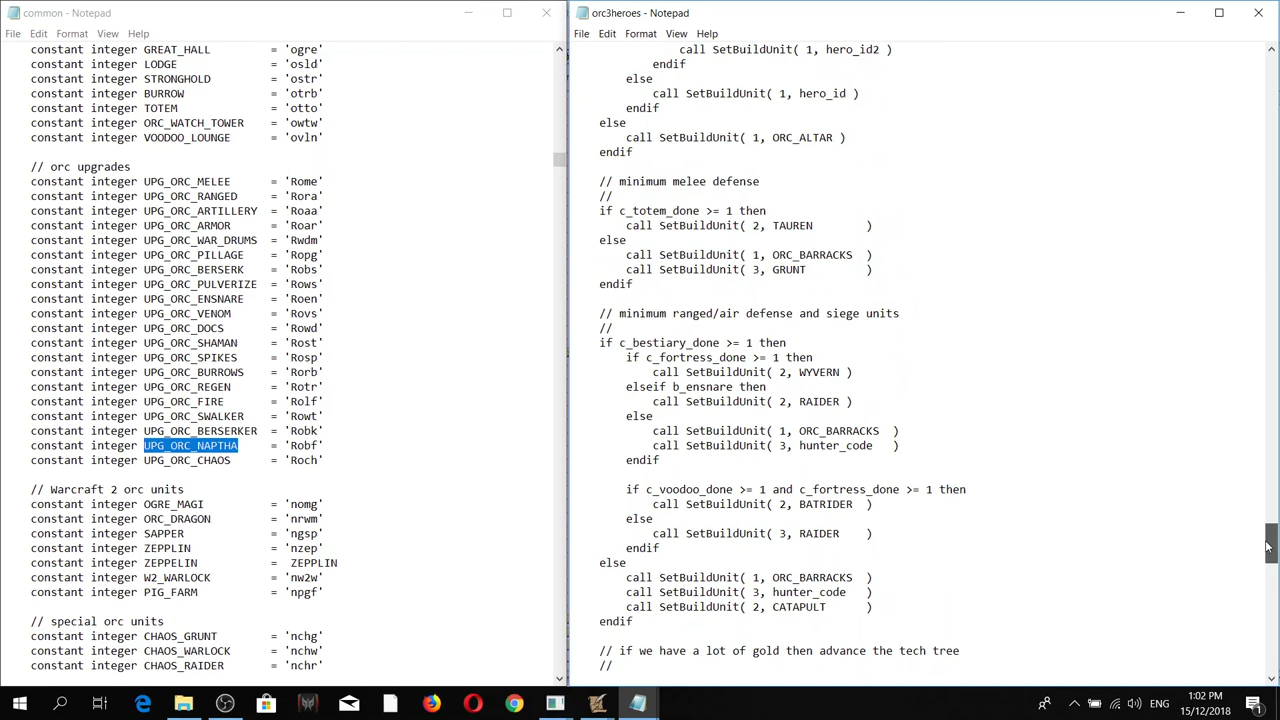 common - Notepad
File Edit Format View Help
constant integer GREAT_HALL = 'ogre'
constant integer LODGE = 'osld'
constant integer STRONGHOLD = 'ostr'
constant integer BURROW = 'otrb'
constant integer TOTEM = 'otto'
constant integer ORC_WATCH_TOWER = 'owtw'
constant integer VOODOO_LOUNGE = 'ovln'
// orc upgrades
constant integer UPG_ORC_MELEE = 'Rome'
constant integer UPG_ORC_RANGED = 'Rora'
constant integer UPG_ORC_ARTILLERY = 'Roaa'
constant integer UPG_ORC_ARMOR = 'Roar'
constant integer UPG_ORC_WAR_DRUMS = 'Rwdm'
constant integer UPG_ORC_PILLAGE = 'Ropg'
constant integer UPG_ORC_BERSERK = 'Robs'
constant integer UPG_ORC_PULVERIZE = 'Rows'
constant integer UPG_ORC_ENSNARE = 'Roen'
constant integer UPG_ORC_VENOM = 'Rovs'
constant integer UPG_ORC_DOCS = 'Rowd'
constant integer UPG_ORC_SHAMAN = 'Rost'
constant integer UPG_ORC_SPIKES = 'Rosp'
constant integer UPG_ORC_BURROWS = 'Rorb'
constant integer UPG_ORC_REGEN = 'Rotr'
constant integer UPG_ORC_FIRE = 'Rolf'
constant integer UPG_ORC_SWALKER = 'Rowt'
constant integer UPG_ORC_BERSERKER = 'Robk'
constant integer UPG_ORC_NAPTHA = 'Robf'
constant integer UPG_ORC_CHAOS = 'Roch'
// Warcraft 2 orc units
constant integer OGRE_MAGI = 'nomg'
constant integer ORC_DRAGON = 'nrwm'
constant integer SAPPER = 'ngsp'
constant integer ZEPPLIN = 'nzep'
constant integer ZEPPELIN = ZEPPLIN
constant integer W2_WARLOCK = 'nw2w'
constant integer PIG_FARM = 'npgf'
// special orc units
constant integer CHAOS_GRUNT = 'nchg'
constant integer CHAOS_WARLOCK = 'nchw'
constant integer CHAOS_RAIDER = 'nchr'
orc3heroes - Notepad
File Edit Format View Help
call SetBuildUnit( 1, hero_id2 )
endif
else
call SetBuildUnit( 1, hero_id )
endif
else
call SetBuildUnit( 1, ORC_ALTAR )
endif
// minimum melee defense
//
if c_totem_done >= 1 then
call SetBuildUnit( 2, TAUREN )
else
call SetBuildUnit( 1, ORC_BARRACKS )
call SetBuildUnit( 3, GRUNT )
endif
// minimum ranged/air defense and siege units
//
if c_bestiary_done >= 1 then
if c_fortress_done >= 1 then
call SetBuildUnit( 2, WYVERN )
elseif b_ensnare then
call SetBuildUnit( 2, RAIDER )
else
call SetBuildUnit( 1, ORC_BARRACKS )
call SetBuildUnit( 3, hunter_code )
endif
if c_voodoo_done >= 1 and c_fortress_done >= 1 then
call SetBuildUnit( 2, BATRIDER )
else
call SetBuildUnit( 3, RAIDER )
endif
else
call SetBuildUnit( 1, ORC_BARRACKS )
call SetBuildUnit( 3, hunter_code )
call SetBuildUnit( 2, CATAPULT )
endif
// if we have a lot of gold then advance the tech tree
//
ENG
1:02 PM
15/12/2018
1